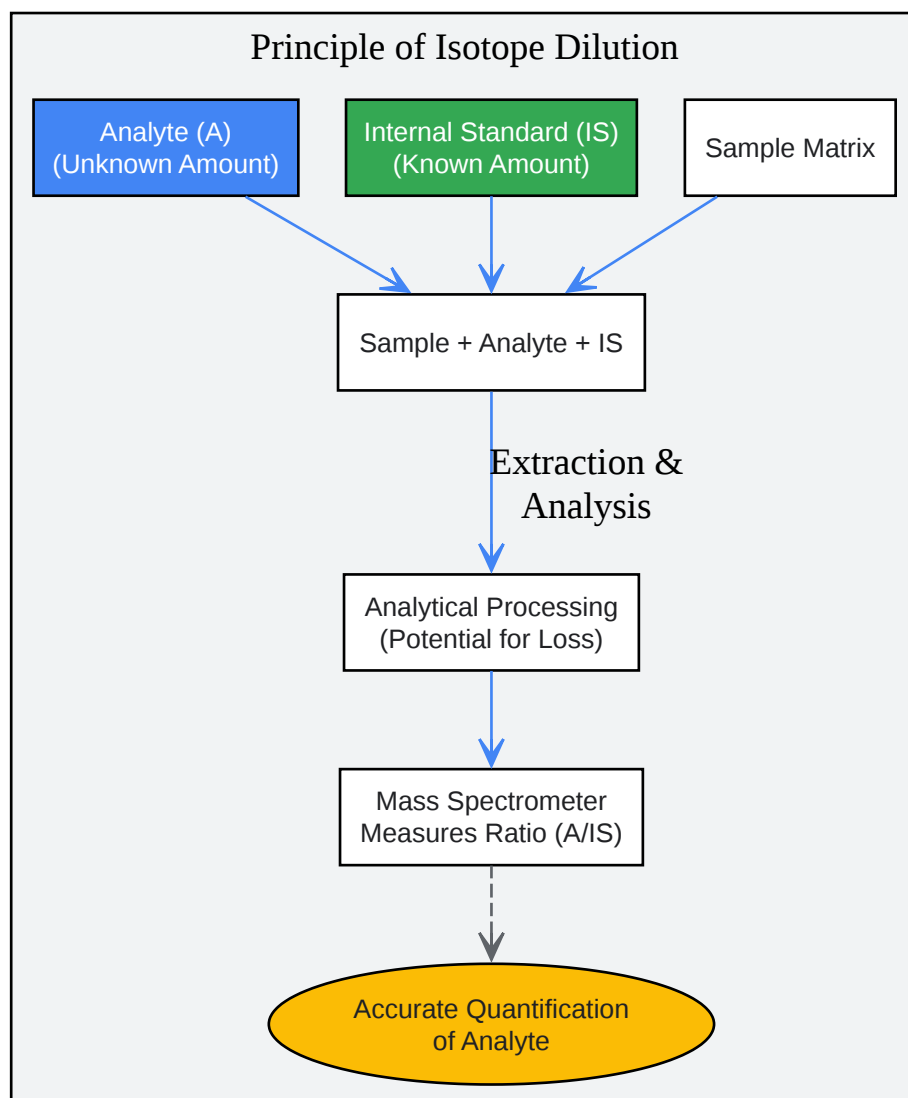 Principle of Isotope Dilution
Analyte (A)
(Unknown Amount)
Internal Standard (IS)
(Known Amount)
Sample Matrix
Sample + Analyte + IS
Extraction &
Analysis
Analytical Processing
(Potential for Loss)
Mass Spectrometer
Measures Ratio (A/IS)
Accurate Quantification
of Analyte